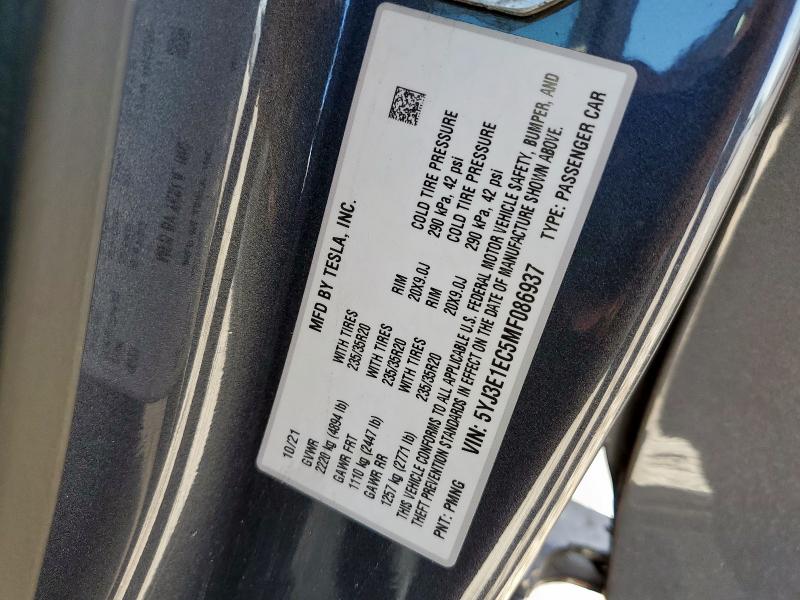 MFD BY TESLA, INC.
10/21
GVWR
2220 kg (4894 lb)
WITH TIRES
235/35R20
GAWR FRT
1110 kg (2447 lb)
WITH TIRES
235/35R20
RIM
20X9.0J
COLD TIRE PRESSURE
290 kPa, 42 psi
GAWR RR
1257 kg (2771 lb)
WITH TIRES
235/35R20
RIM
20X9.0J
COLD TIRE PRESSURE
290 kPa, 42 psi
THIS VEHICLE CONFORMS TO ALL APPLICABLE U.S. FEDERAL MOTOR VEHICLE SAFETY, BUMPER, AND
THEFT PREVENTION STANDARDS IN EFFECT ON THE DATE OF MANUFACTURE SHOWN ABOVE.
PNT: PMNG
VIN: 5YJ3E1EC5MF086937
TYPE: PASSENGER CAR